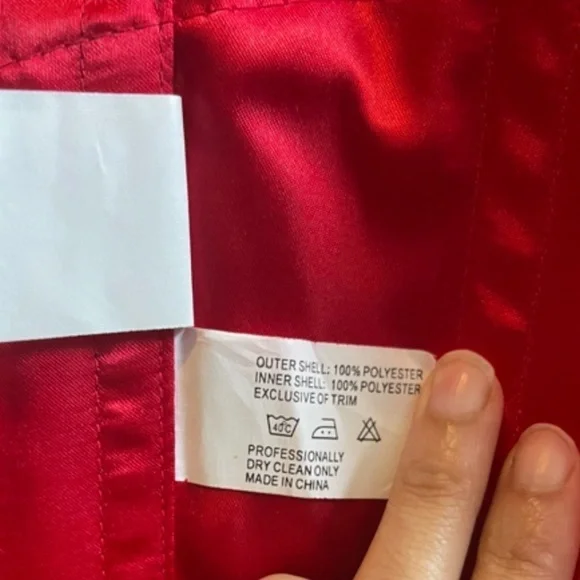 OUTER SHELL: 100% POLYESTER
INNER SHELL: 100% POLYESTER
EXCLUSIVE OF TRIM
40°C
PROFESSIONALLY
DRY CLEAN ONLY
MADE IN CHINA